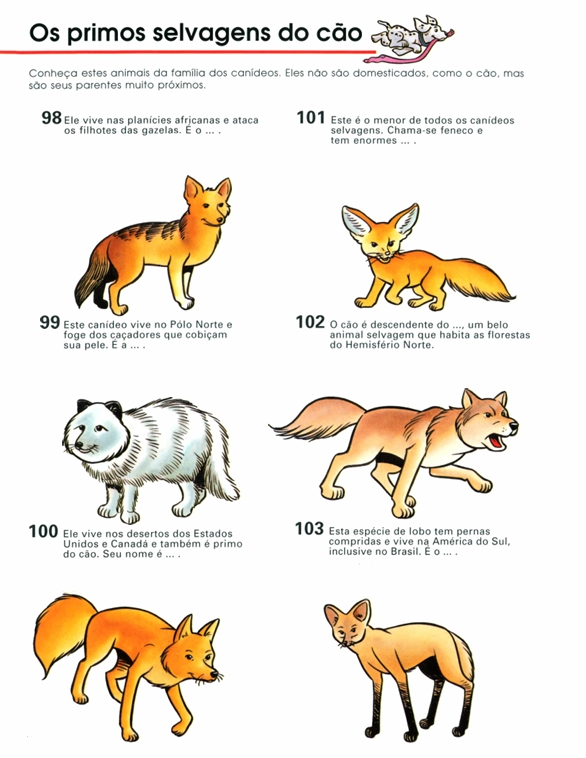 Os primos selvagens do cão
Conheça estes animais da família dos canídeos. Eles não são domesticados, como o cão, mas
são seus parentes muito próximos.
98 Ele vive nas planícies africanas e ataca
os filhotes das gazelas. É o ... .
101 Este é o menor de todos os canídeos
selvagens. Chama-se feneco e
tem enormes ... .
99 Este canídeo vive no Pólo Norte e
foge dos caçadores que cobiçam
sua pele. É a ... .
102 O cão é descendente do ..., um belo
animal selvagem que habita as florestas
do Hemisfério Norte.
100 Ele vive nos desertos dos Estados
Unidos e Canadá e também é primo
do cão. Seu nome é ... .
103 Esta espécie de lobo tem pernas
compridas e vive na América do Sul,
inclusive no Brasil. É o ... .